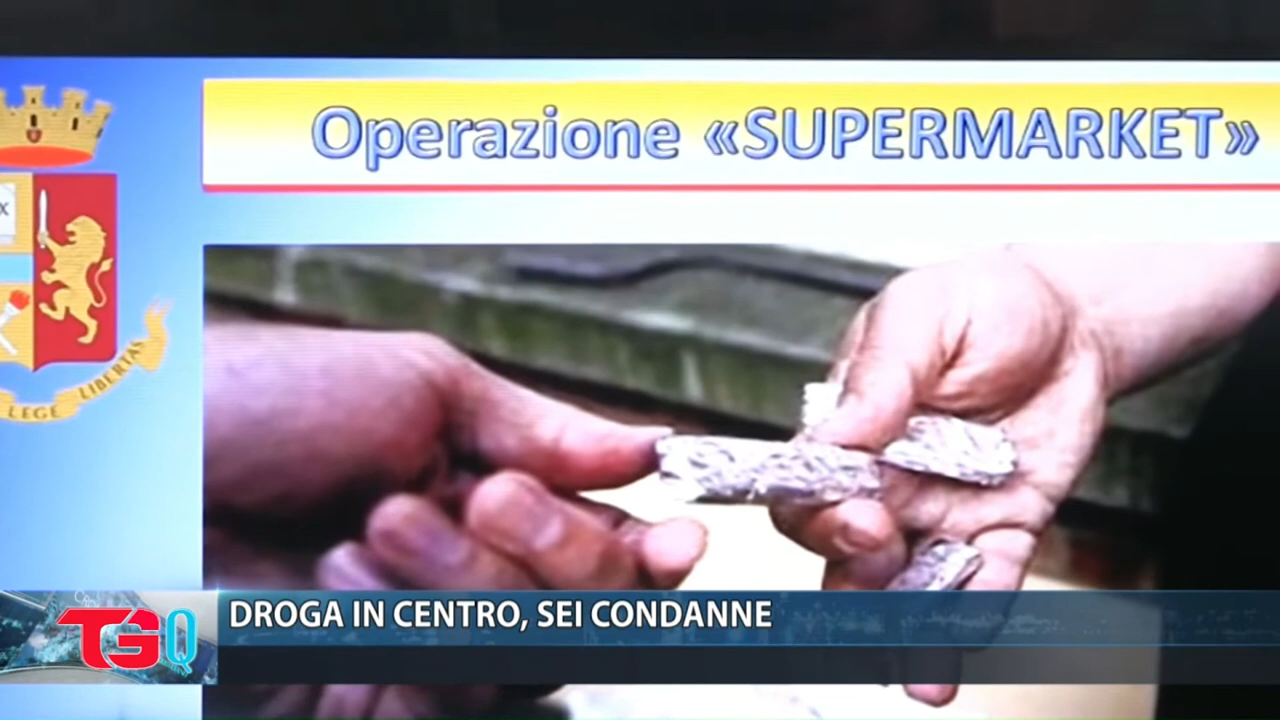 Operazione «SUPERMARKET»
X
LEGE LIBERTAS
DROGA IN CENTRO, SEI CONDANNE
TGQ